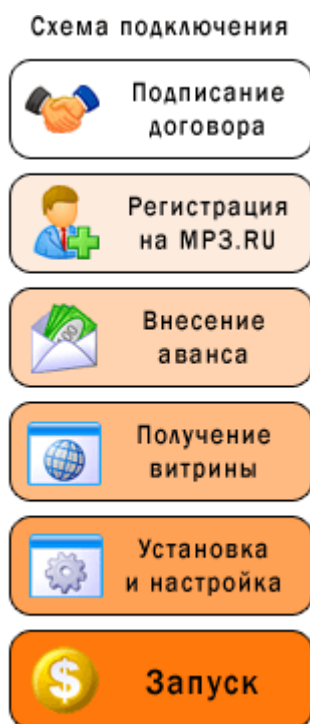 Схема подключения
Подписание
договора
Регистрация
на MP3.RU
Внесение
аванса
Получение
витрины
Установка
и настройка
Запуск